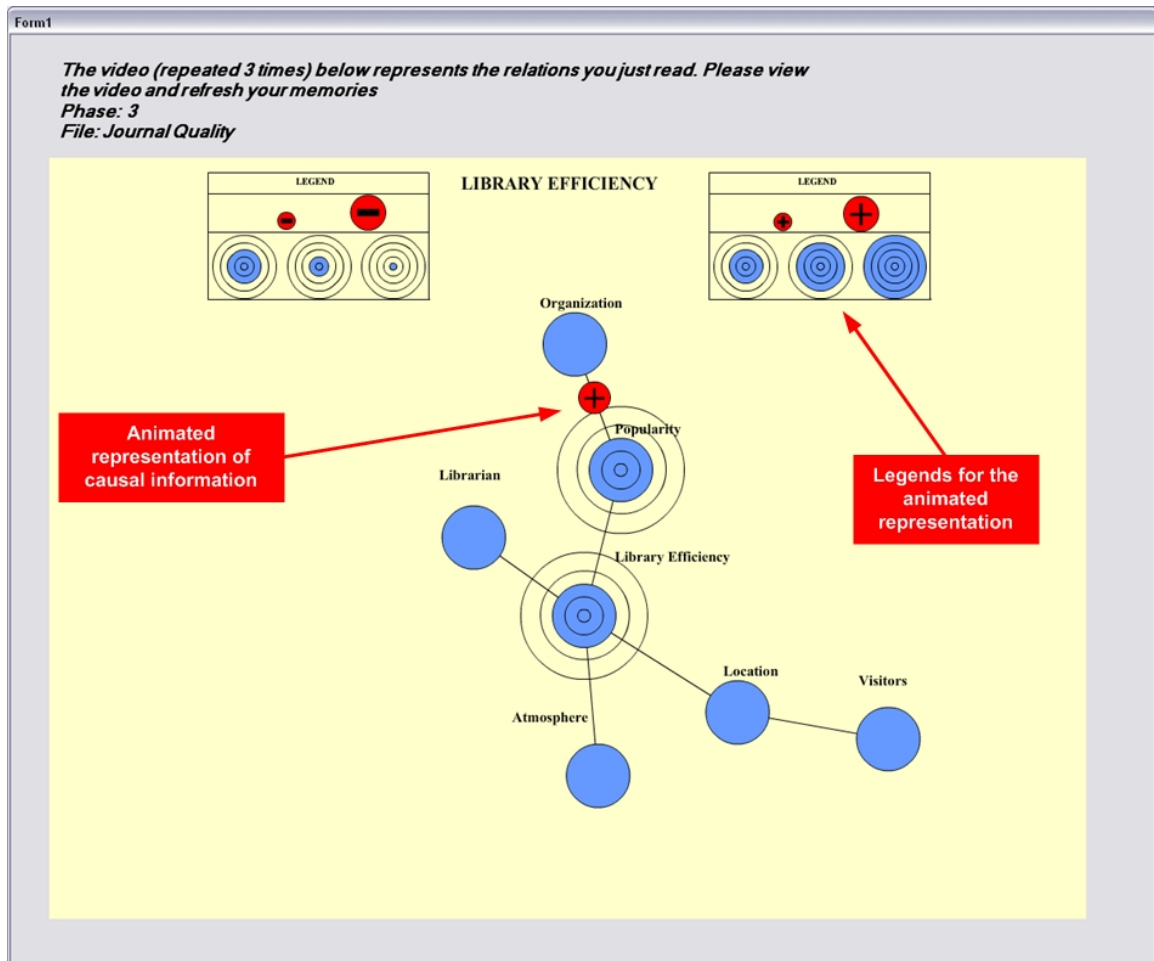 Form1
The video (repeated 3 times) below represents the relations you just read. Please view
the video and refresh your memories
Phase: 3
File: Journal Quality
LEGEND
LIBRARY EFFICIENCY
LEGEND
Organization
Animated
representation of
causal information
Popularity
Librarian
Legends for the
animated
representation
Library Efficiency
Location
Visitors
Atmosphere